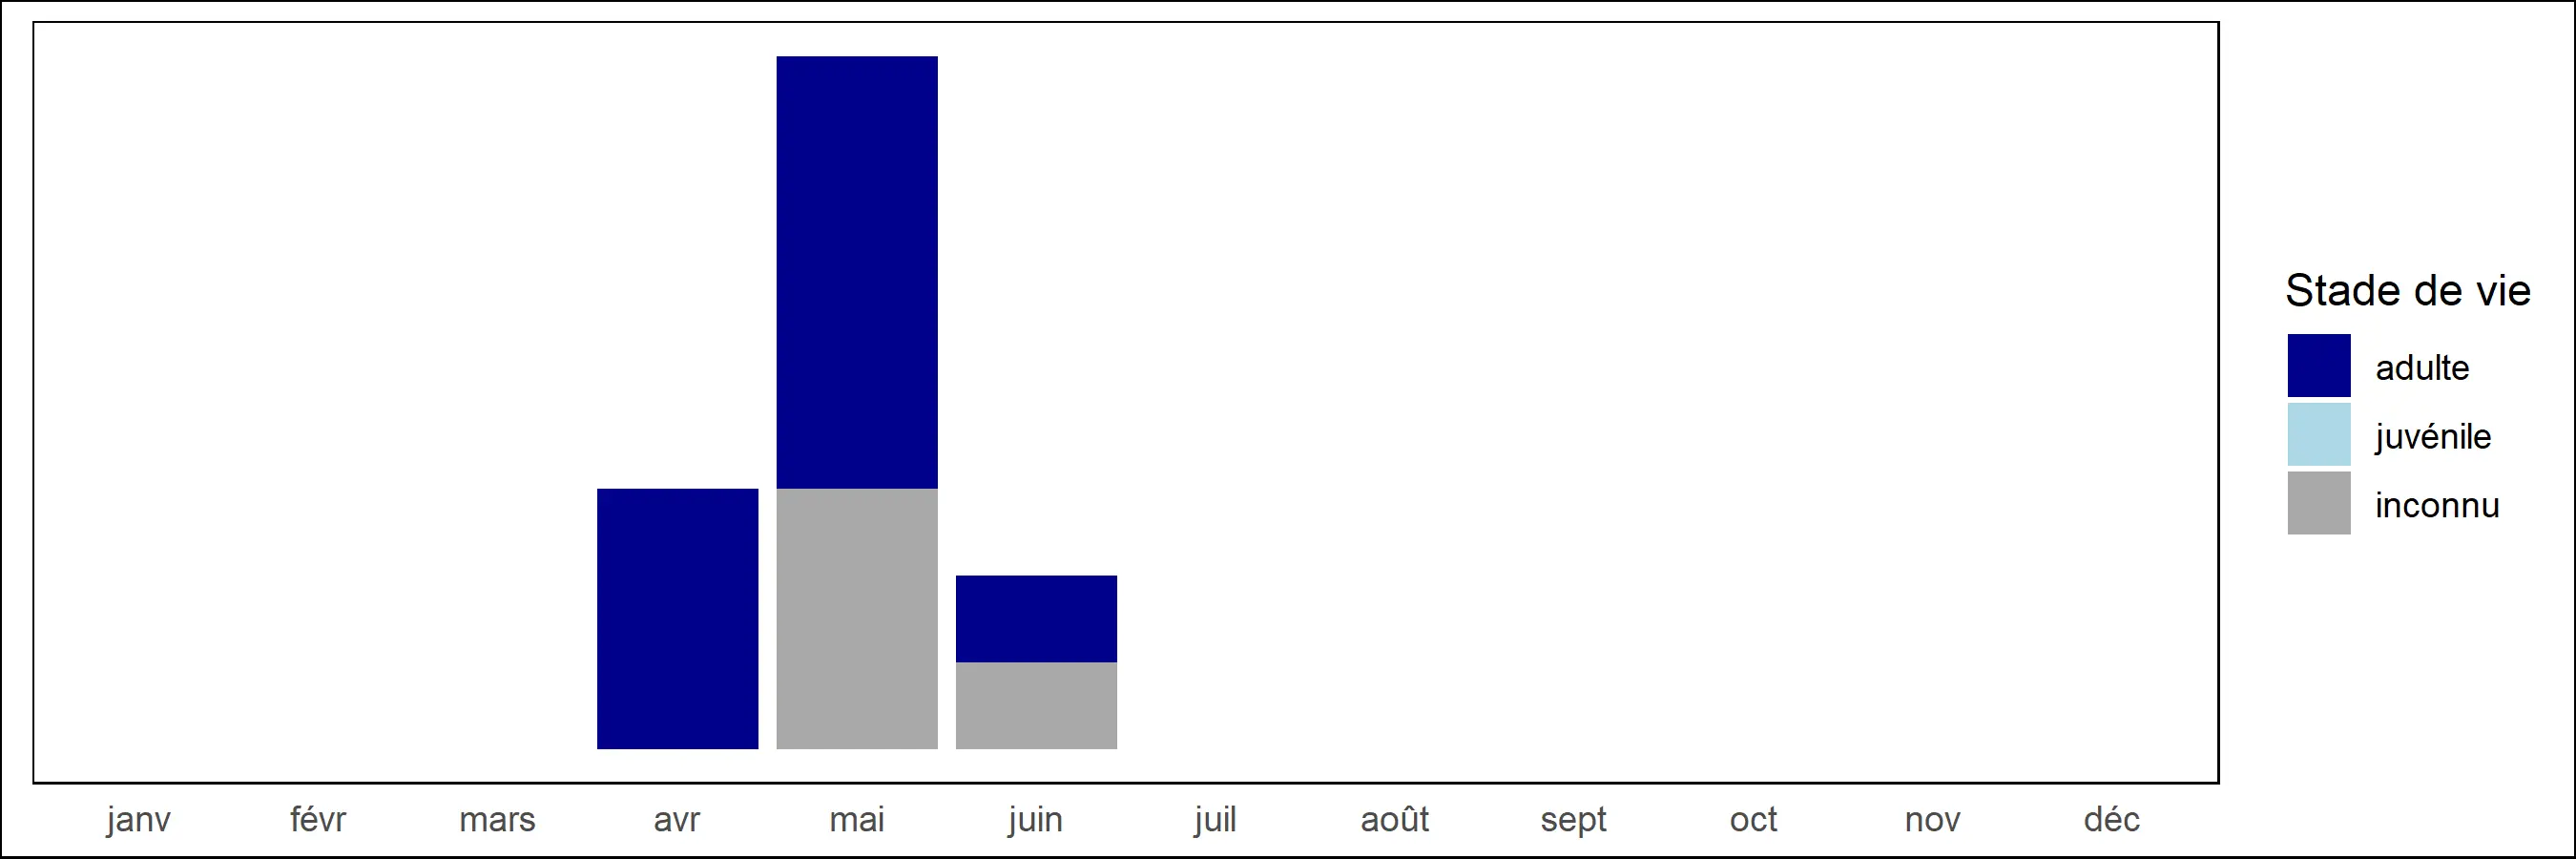 Stade de vie
adulte
juvénile
inconnu
janv févr mars avr mai juin juil août sept oct nov déc